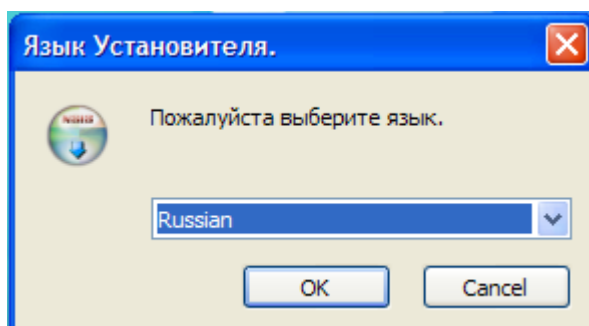 Язык Установителя.
Пожалуйста выберите язык.
Russian
OK
Cancel